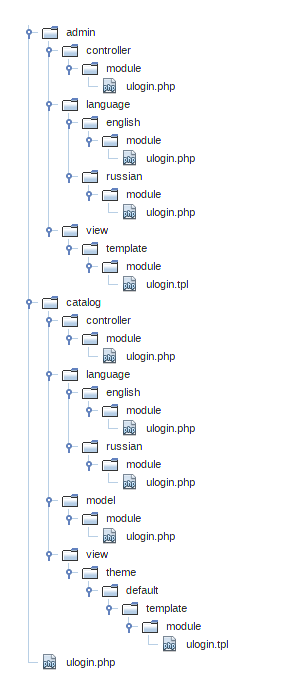 admin
controller
module
ulogin.php
language
english
module
ulogin.php
russian
module
ulogin.php
view
template
module
ulogin.tpl
catalog
controller
module
ulogin.php
language
english
module
ulogin.php
russian
module
ulogin.php
model
module
ulogin.php
view
theme
default
template
module
ulogin.tpl
ulogin.php